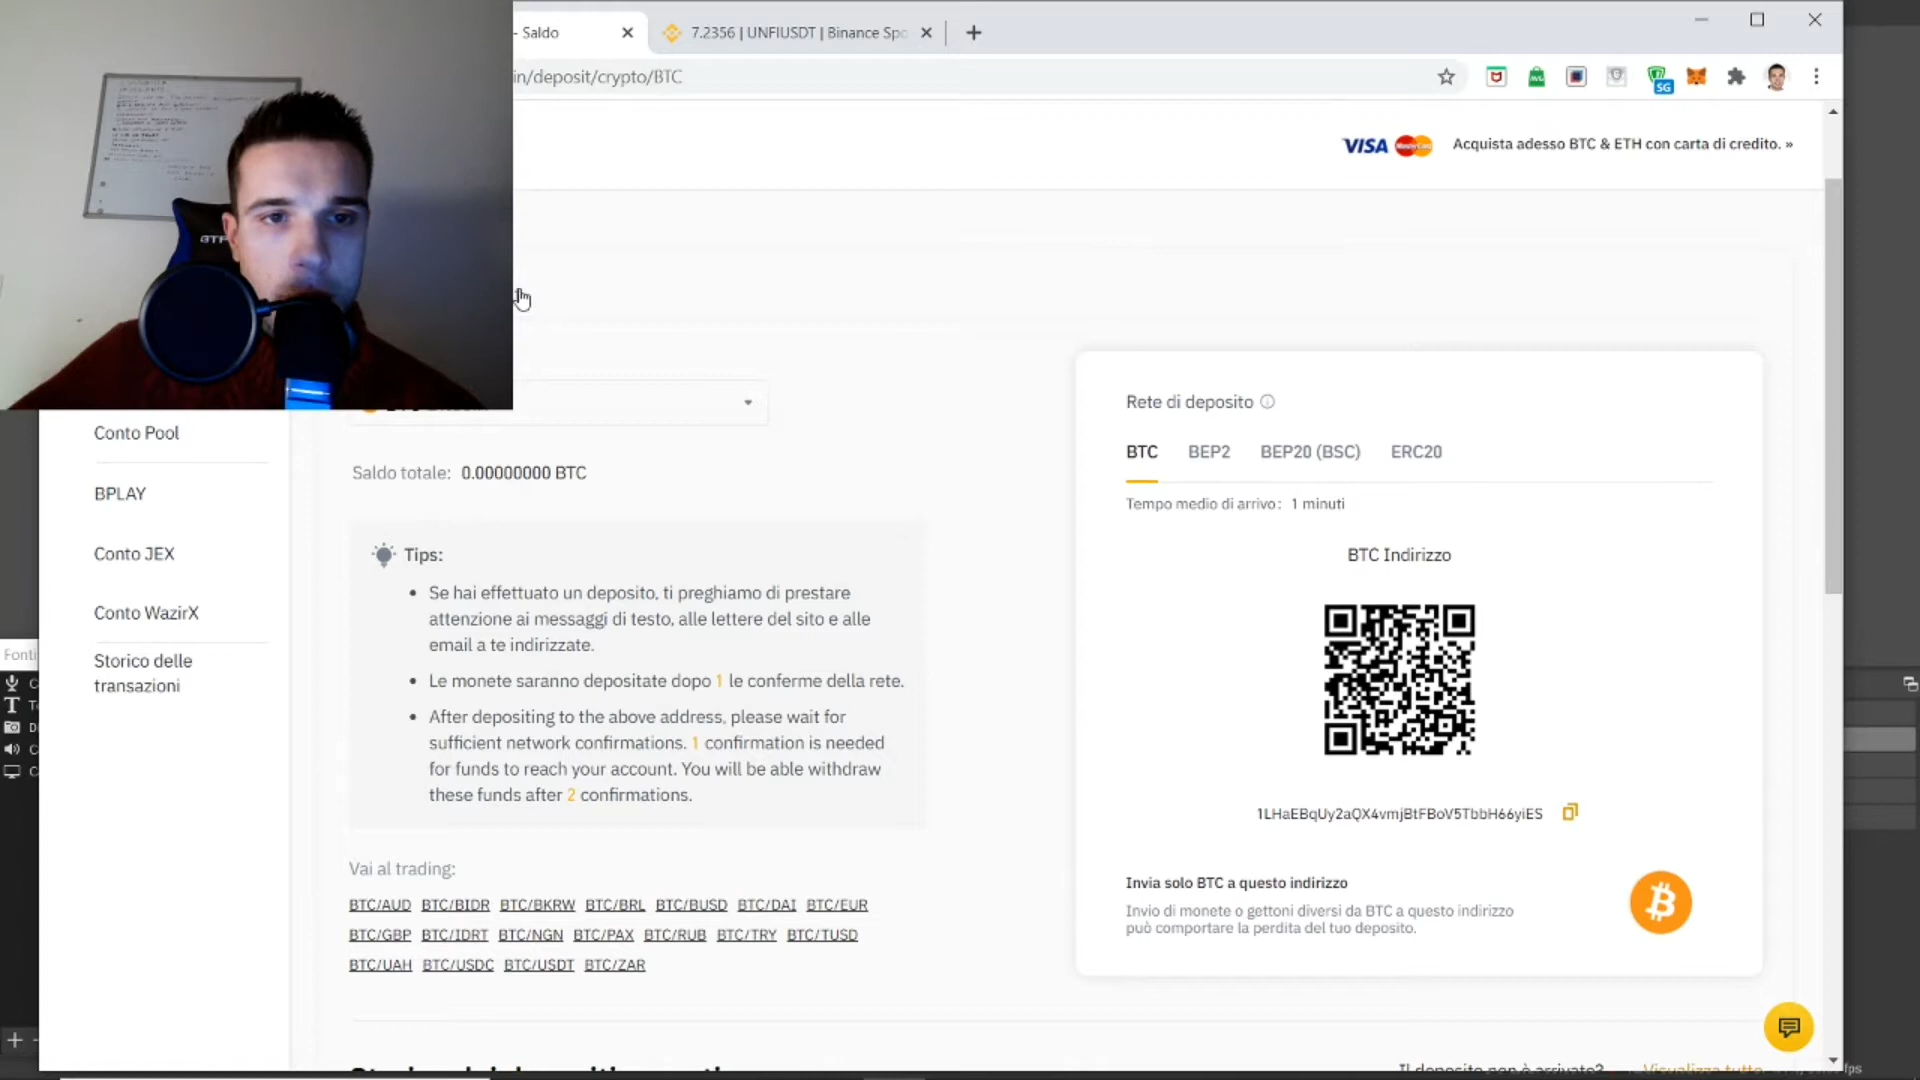 - Saldo
7.2356 | UNFIUSDT | Binance Spo
in/deposit/crypto/BTC
SG
VISA
Acquista adesso BTC & ETH con carta di credito. »
Conto Pool
BPLAY
Conto JEX
Conto WazirX
Storico delle
transazioni
Fonti
Saldo totale: 0.00000000 BTC
Tips:
• Se hai effettuato un deposito, ti preghiamo di prestare
attenzione ai messaggi di testo, alle lettere del sito e alle
email a te indirizzate.
• Le monete saranno depositate dopo 1 le conferme della rete.
• After depositing to the above address, please wait for
sufficient network confirmations. 1 confirmation is needed
for funds to reach your account. You will be able withdraw
these funds after 2 confirmations.
Vai al trading:
BTC/AUD BTC/BIDR BTC/BKRW BTC/BRL BTC/BUSD BTC/DAI BTC/EUR
BTC/GBP BTC/IDRT BTC/NGN BTC/PAX BTC/RUB BTC/TRY BTC/TUSD
BTC/UAH BTC/USDC BTC/USDT BTC/ZAR
Rete di deposito
BTC BEP2 BEP20 (BSC) ERC20
Tempo medio di arrivo: 1 minuti
BTC Indirizzo
1LHaEBqUy2aQX4vmjBtFBoV5TbbH66yiES
Invia solo BTC a questo indirizzo
Invio di monete o gettoni diversi da BTC a questo indirizzo
può comportare la perdita del tuo deposito.
Il deposito non è arrivato? Visualizza tutto
fps